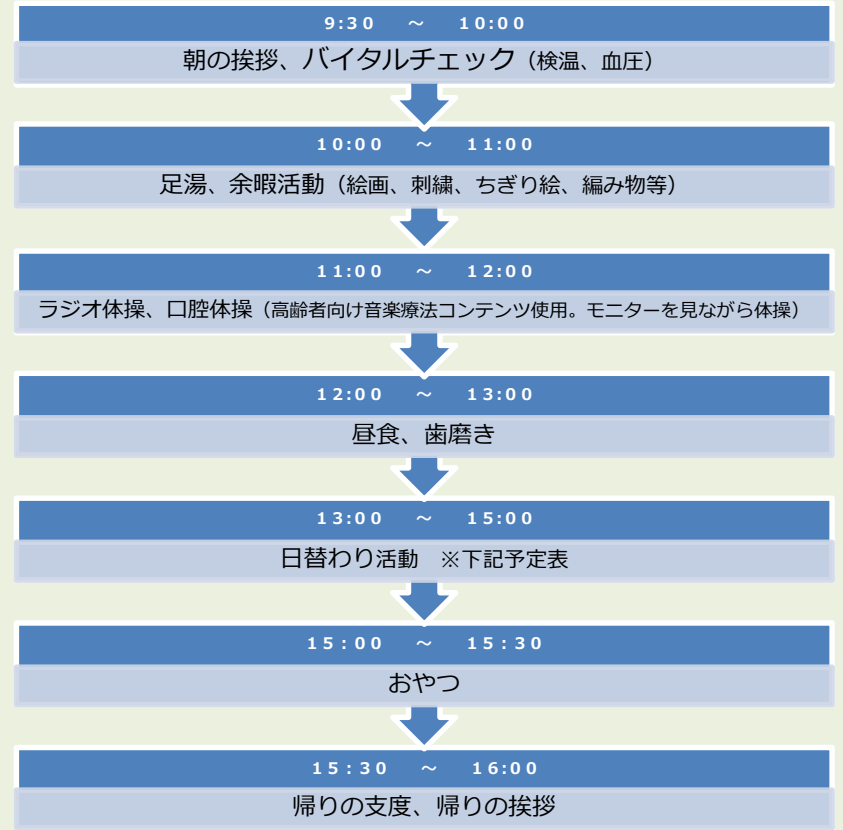 9:30 ～ 10:00
朝の挨拶、バイタルチェック（検温、血圧）
10:00 ～ 11:00
足湯、余暇活動（絵画、刺繍、ちぎり絵、編み物等）
11:00 ～ 12:00
ラジオ体操、口腔体操（高齢者向け音楽療法コンテンツ使用。モニターを見ながら体操）
12:00 ～ 13:00
昼食、歯磨き
13:00 ～ 15:00
日替わり活動　※下記予定表
15：00 ～ 15：30
おやつ
15：30 ～ 16:00
帰りの支度、帰りの挨拶